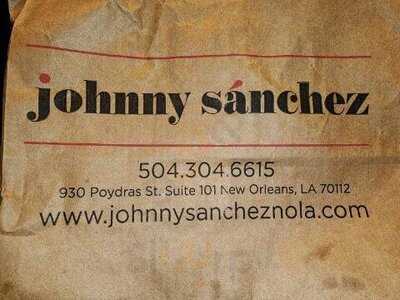 johnny sánchez
504.304.6615
930 Poydras St. Suite 101 New Orleans, LA 70112
www.johnnysancheznola.com